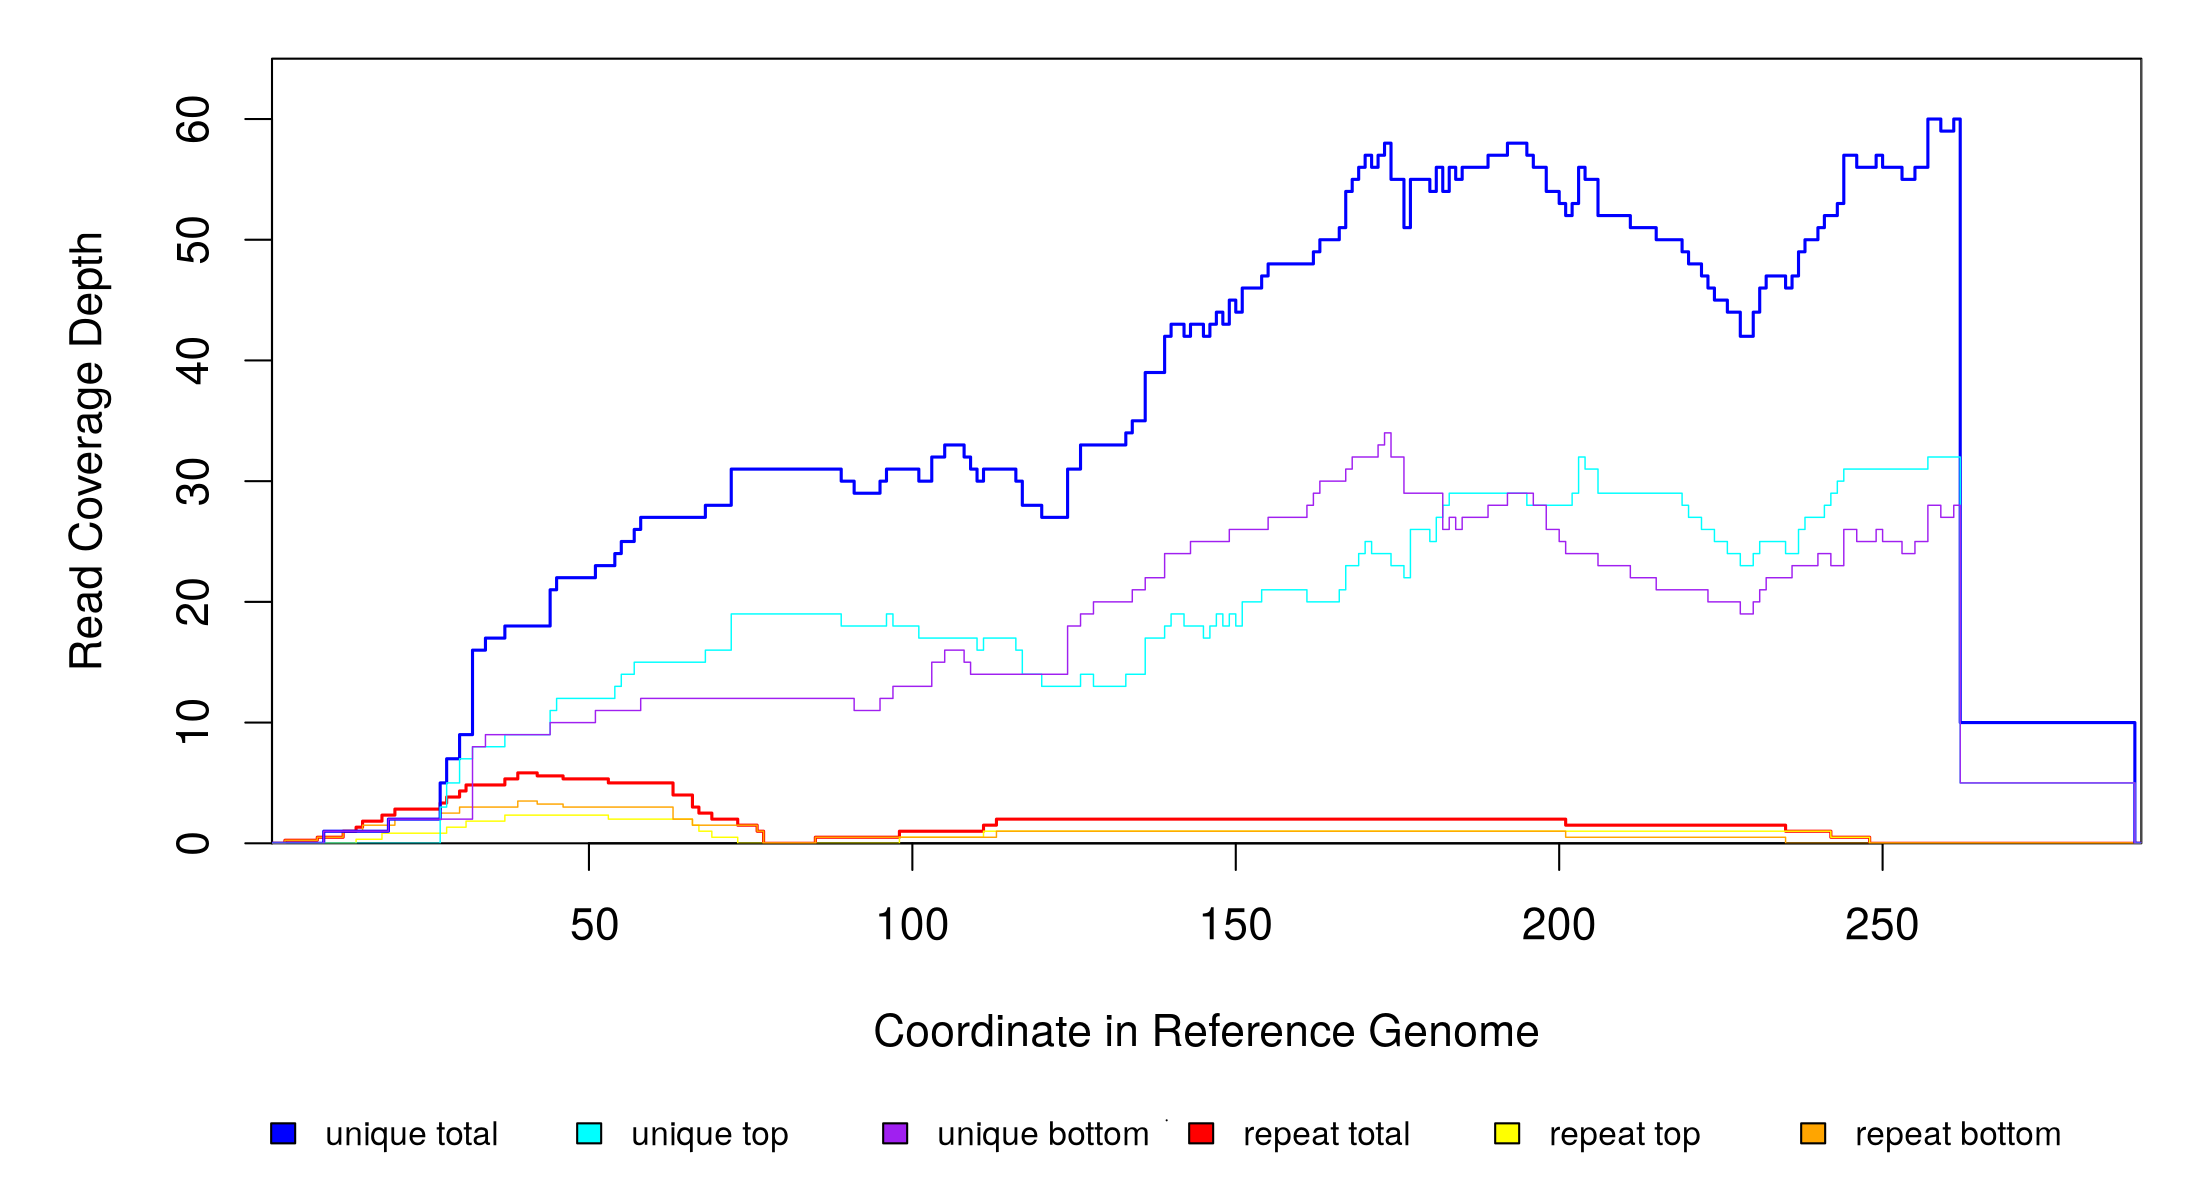 60
50
40
30
20
10
0
Read Coverage Depth
50 100 150 200 250
Coordinate in Reference Genome
unique total unique top unique bottom repeat total repeat top repeat bottom